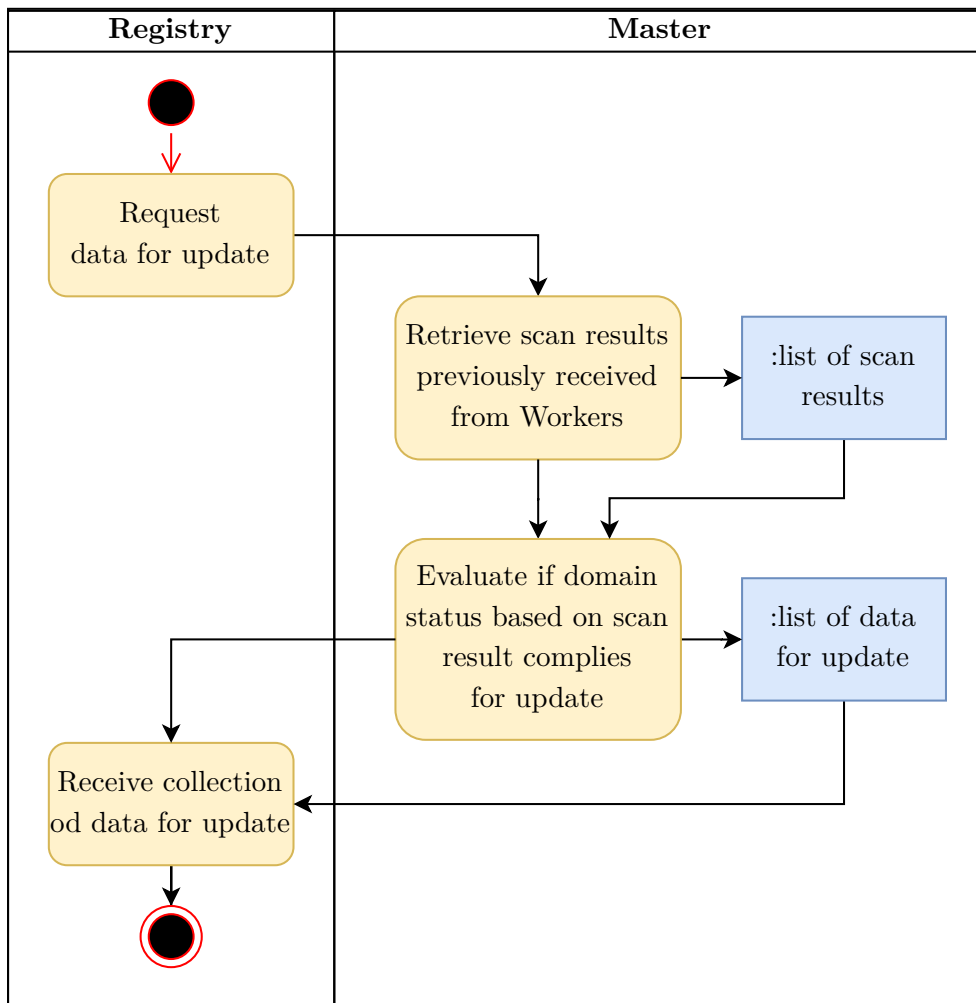 Registry
Master
Request
data for update
Retrieve scan results
previously received
from Workers
:list of scan
results
Evaluate if domain
status based on scan
result complies
for update
:list of data
for update
Receive collection
od data for update